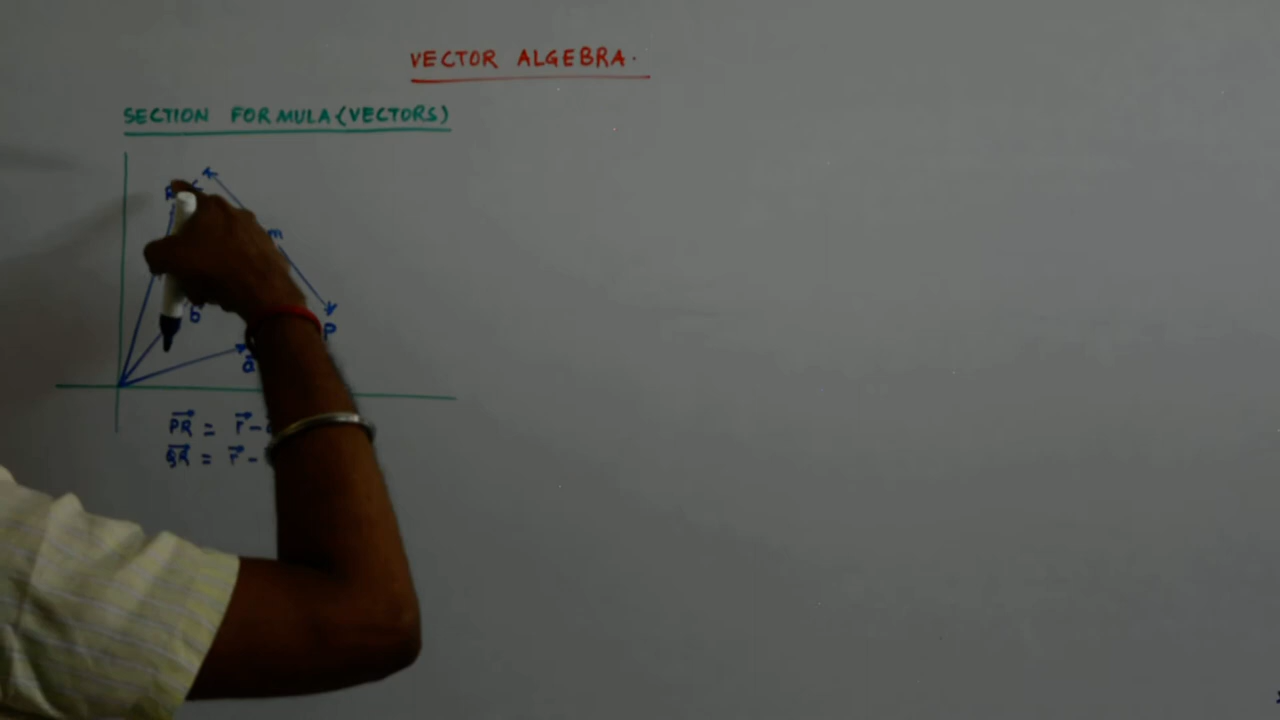 VECTOR ALGEBRA.
SECTION FORMULA (VECTORS)
R
m
b
P
a
PR = r -
QR = r -